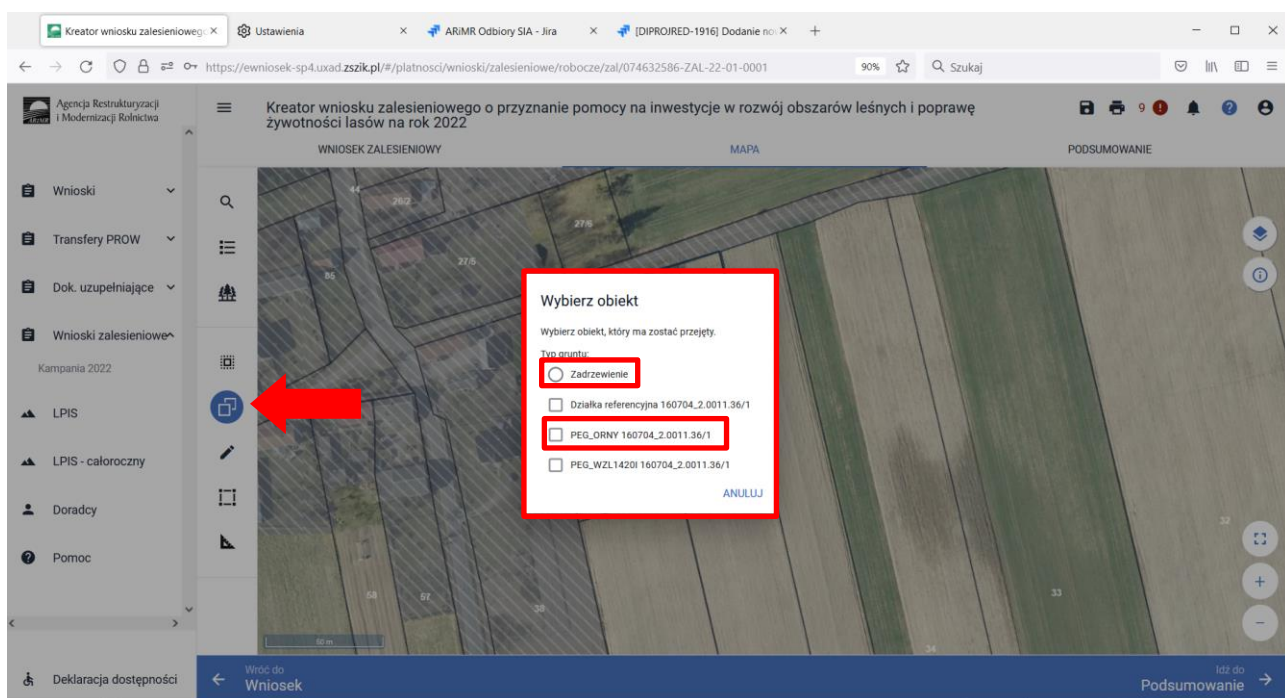 Kreator wniosku zalesienioweg
Ustawienia
ARiMR Odbiory SIA - Jira
[DIPROJRED-1916] Dodanie no
https://ewniosek-sp4.uxad.zszik.pl/#/platnosci/wnioski/zalesieniowe/robocze/zal/074632586-ZAL-22-01-0001
90%
Szukaj
ARiMR
Agencja Restrukturyzacji
i Modernizacji Rolnictwa
Kreator wniosku zalesieniowego o przyznanie pomocy na inwestycje w rozwój obszarów leśnych i poprawę
żywotności lasów na rok 2022
9
WNIOSEK ZALESIENIOWY
MAPA
PODSUMOWANIE
Wnioski
Transfery PROW
Dok. uzupełniające
Wnioski zalesieniowe
Kampania 2022
LPIS
LPIS - całoroczny
Doradcy
Pomoc
Deklaracja dostępności
44
26/2
27/6
27/5
85
Wybierz obiekt
Wybierz obiekt, który ma zostać przejęty.
Typ gruntu:
Zadrzewienie
Działka referencyjna 160704_2.0011.36/1
PEG_ORNY 160704_2.0011.36/1
PEG_WZL1420I 160704_2.0011.36/1
ANULUJ
32
33
58
57
38
34
50 m
Wróć do
Wniosek
Idź do
Podsumowanie